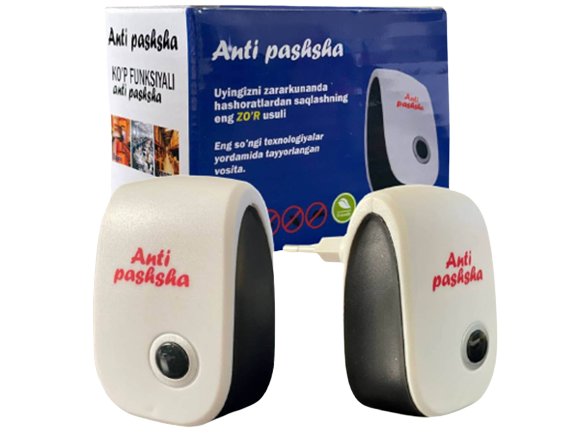 Anti pashsha
KO'P FUNKSIYALI
anti pashsha
Anti pashsha
Uyingizni zararkunanda
hashoratlardan saqlashning
eng ZO'R usuli
Eng so'ngi texnologiyalar
yordamida tayyorlangan
vosita.
Anti
pashsha
Anti
pashsha
Anti
pashsha